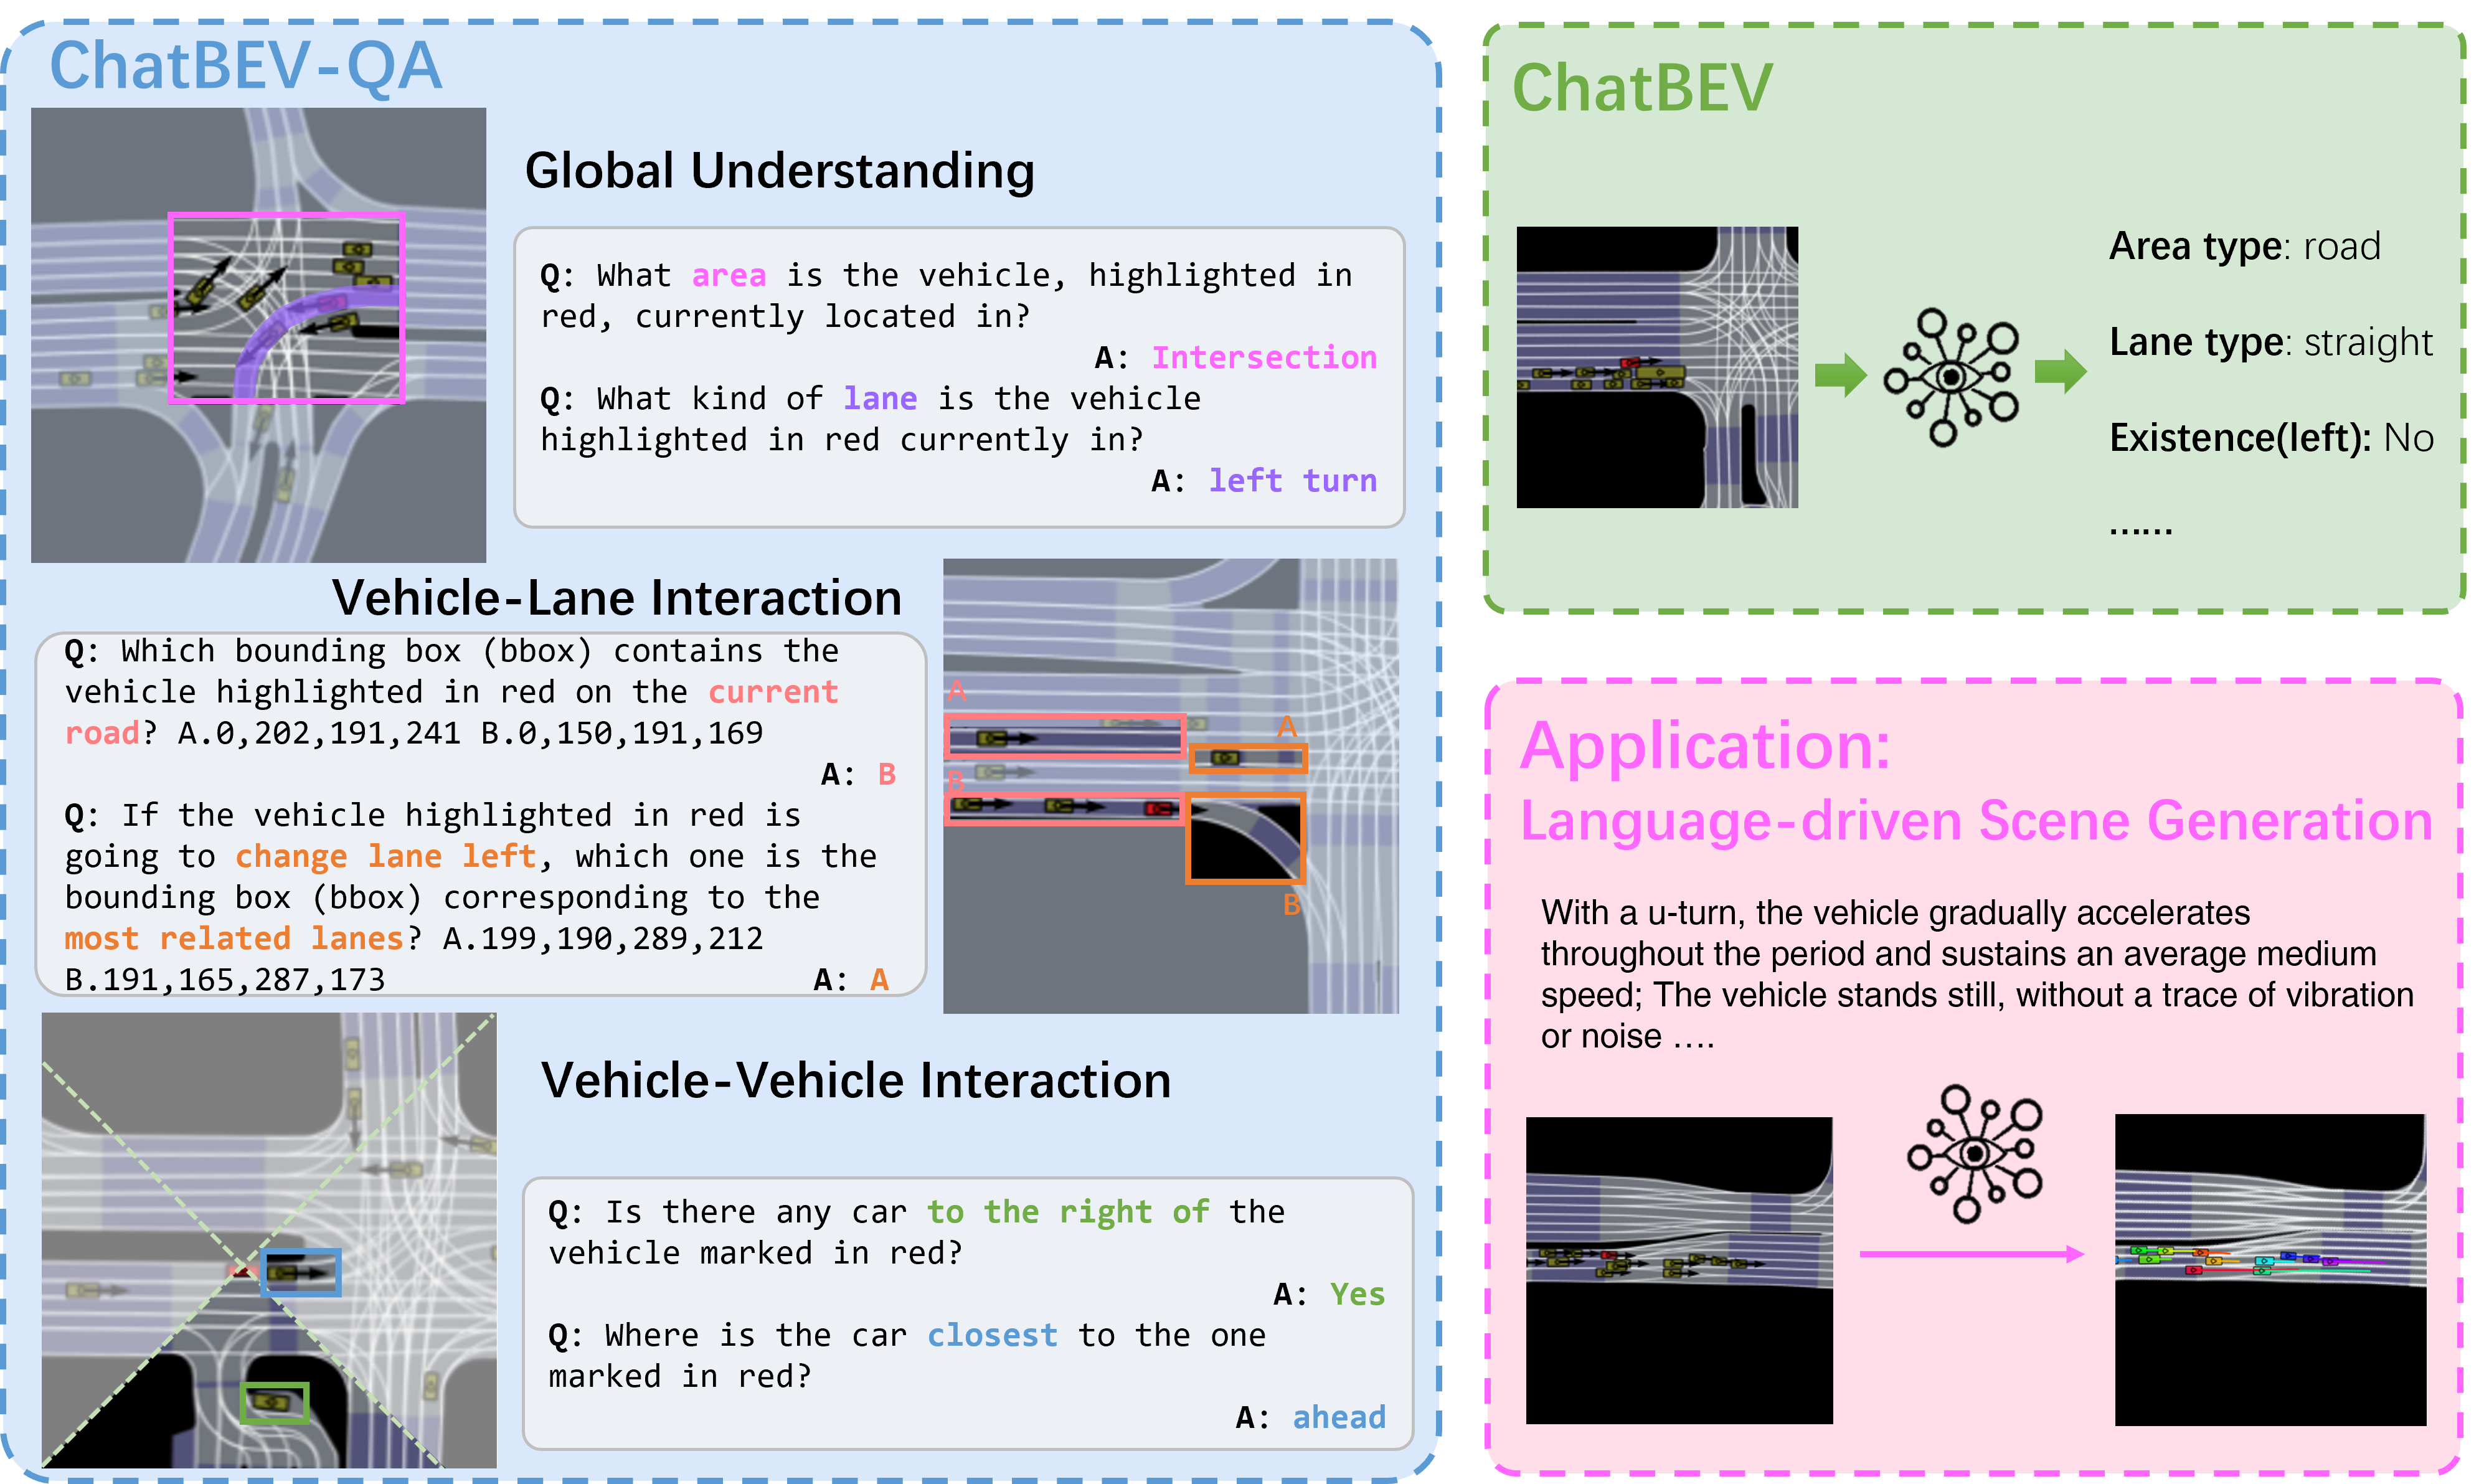 ChatBEV-QA
Global Understanding
Q: What area is the vehicle, highlighted in
red, currently located in?
A: Intersection
Q: What kind of lane is the vehicle
highlighted in red currently in?
A: left turn
Vehicle-Lane Interaction
Q: Which bounding box (bbox) contains the
vehicle highlighted in red on the current
road? A.0,202,191,241 B.0,150,191,169
A: B
Q: If the vehicle highlighted in red is
going to change lane left, which one is the
bounding box (bbox) corresponding to the
most related lanes? A.199,190,289,212
B.191,165,287,173
A: A
A
A
B
B
Vehicle-Vehicle Interaction
Q: Is there any car to the right of the
vehicle marked in red?
A: Yes
Q: Where is the car closest to the one
marked in red?
A: ahead
ChatBEV
Area type: road
Lane type: straight
Existence(left): No
......
Application:
Language-driven Scene Generation
With a u-turn, the vehicle gradually accelerates
throughout the period and sustains an average medium
speed; The vehicle stands still, without a trace of vibration
or noise ....